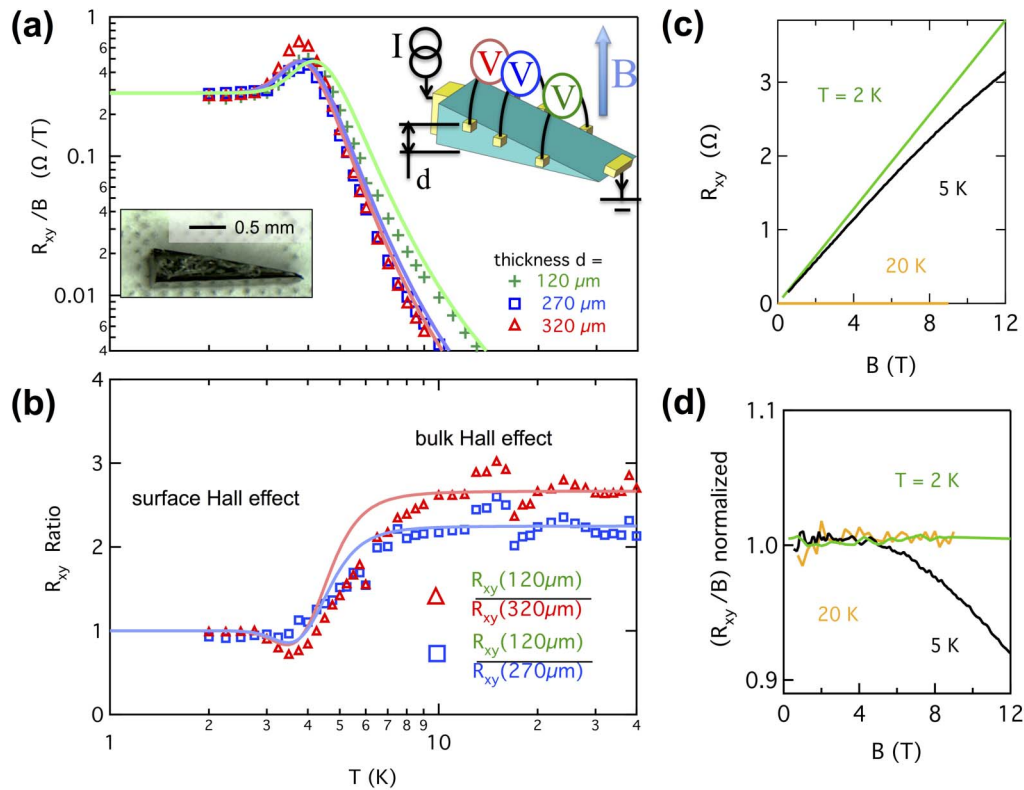 (a)
1
0.1
0.01
8
6
4
2
8
6
4
2
8
6
4
R_xy /B (Ω /T)
I
V V V
B
d
0.5 mm
thickness d =
120 µm
270 µm
320 µm
(b)
4
3
2
1
0
R_xy Ratio
bulk Hall effect
surface Hall effect
R_xy(120µm)
R_xy(320µm)
R_xy(120µm)
R_xy(270µm)
1 2 3 4 5 6 7 8 9 10 2 3 4
T (K)
(c)
3
2
1
0
R_xy (Ω)
T = 2 K
5 K
20 K
0 4 8 12
B (T)
(d)
1.1
1.0
0.9
(R_xy /B) normalized
T = 2 K
20 K
5 K
0 4 8 12
B (T)